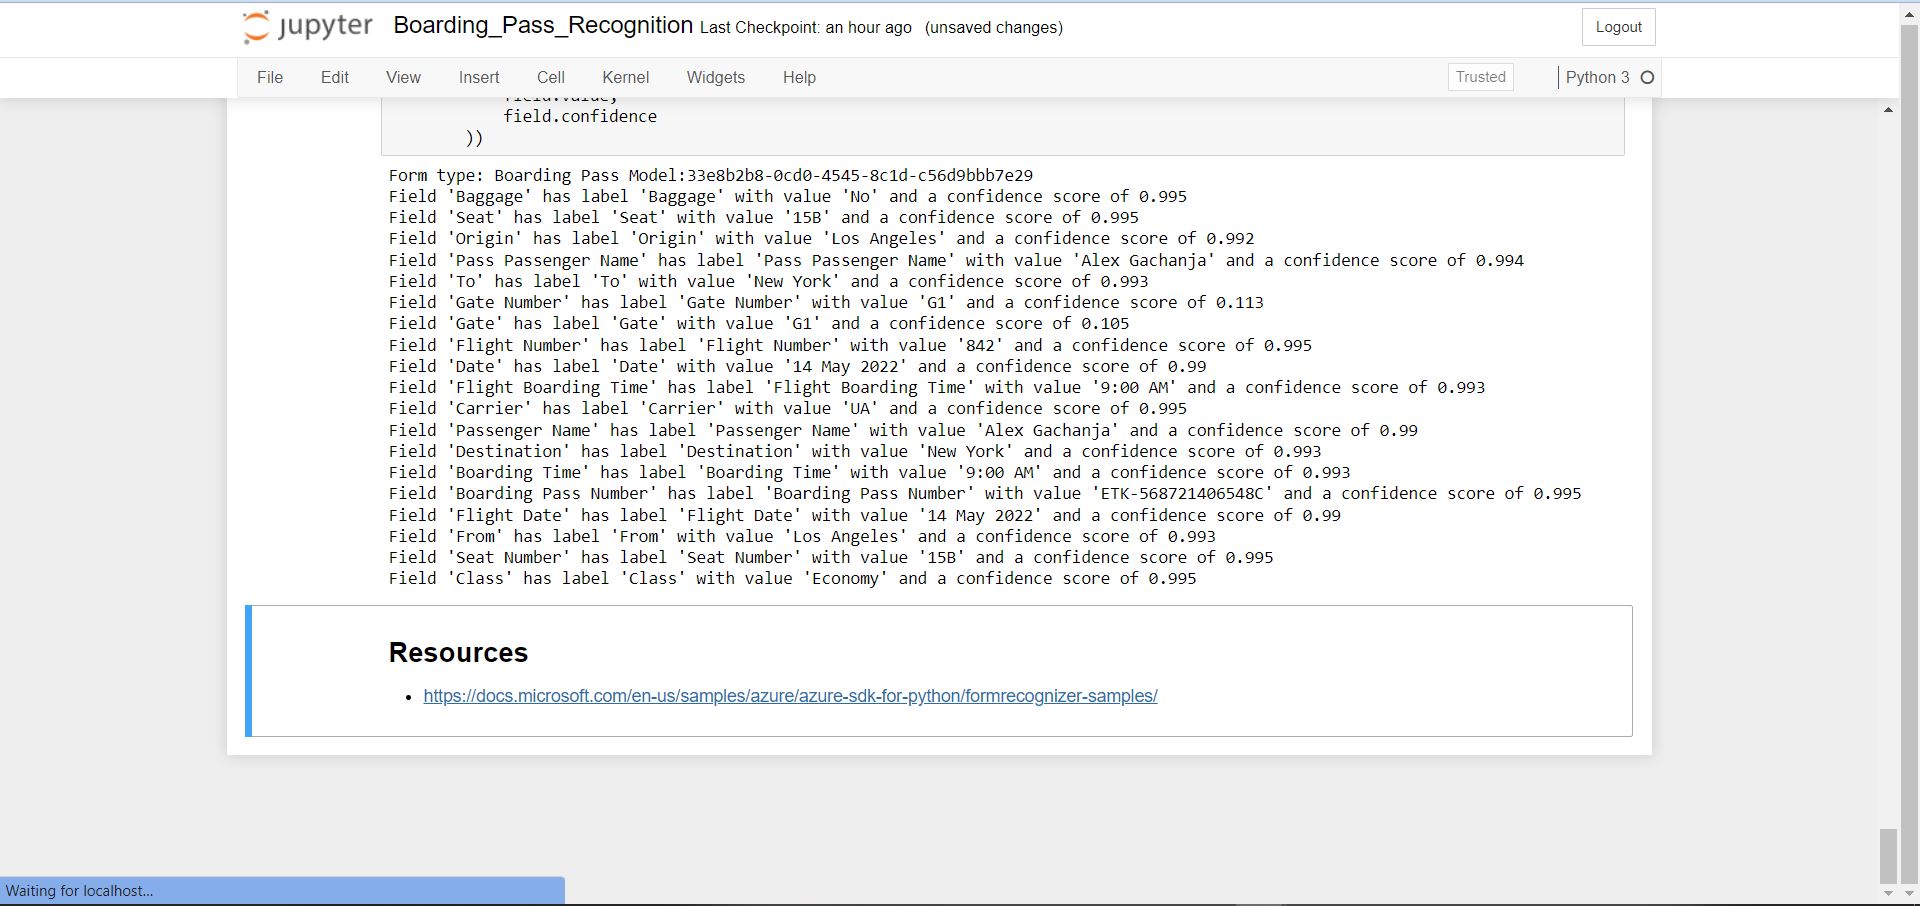 jupyter Boarding_Pass_Recognition Last Checkpoint: an hour ago (unsaved changes) Logout
File Edit View Insert Cell Kernel Widgets Help Trusted Python 3
field.value,
field.confidence
))
Form type: Boarding Pass Model:33e8b2b8-0cd0-4545-8c1d-c56d9bbb7e29
Field 'Baggage' has label 'Baggage' with value 'No' and a confidence score of 0.995
Field 'Seat' has label 'Seat' with value '15B' and a confidence score of 0.995
Field 'Origin' has label 'Origin' with value 'Los Angeles' and a confidence score of 0.992
Field 'Pass Passenger Name' has label 'Pass Passenger Name' with value 'Alex Gachanja' and a confidence score of 0.994
Field 'To' has label 'To' with value 'New York' and a confidence score of 0.993
Field 'Gate Number' has label 'Gate Number' with value 'G1' and a confidence score of 0.113
Field 'Gate' has label 'Gate' with value 'G1' and a confidence score of 0.105
Field 'Flight Number' has label 'Flight Number' with value '842' and a confidence score of 0.995
Field 'Date' has label 'Date' with value '14 May 2022' and a confidence score of 0.99
Field 'Flight Boarding Time' has label 'Flight Boarding Time' with value '9:00 AM' and a confidence score of 0.993
Field 'Carrier' has label 'Carrier' with value 'UA' and a confidence score of 0.995
Field 'Passenger Name' has label 'Passenger Name' with value 'Alex Gachanja' and a confidence score of 0.99
Field 'Destination' has label 'Destination' with value 'New York' and a confidence score of 0.993
Field 'Boarding Time' has label 'Boarding Time' with value '9:00 AM' and a confidence score of 0.993
Field 'Boarding Pass Number' has label 'Boarding Pass Number' with value 'ETK-568721406548C' and a confidence score of 0.995
Field 'Flight Date' has label 'Flight Date' with value '14 May 2022' and a confidence score of 0.99
Field 'From' has label 'From' with value 'Los Angeles' and a confidence score of 0.993
Field 'Seat Number' has label 'Seat Number' with value '15B' and a confidence score of 0.995
Field 'Class' has label 'Class' with value 'Economy' and a confidence score of 0.995
Resources
• https://docs.microsoft.com/en-us/samples/azure/azure-sdk-for-python/formrecognizer-samples/
Waiting for localhost...